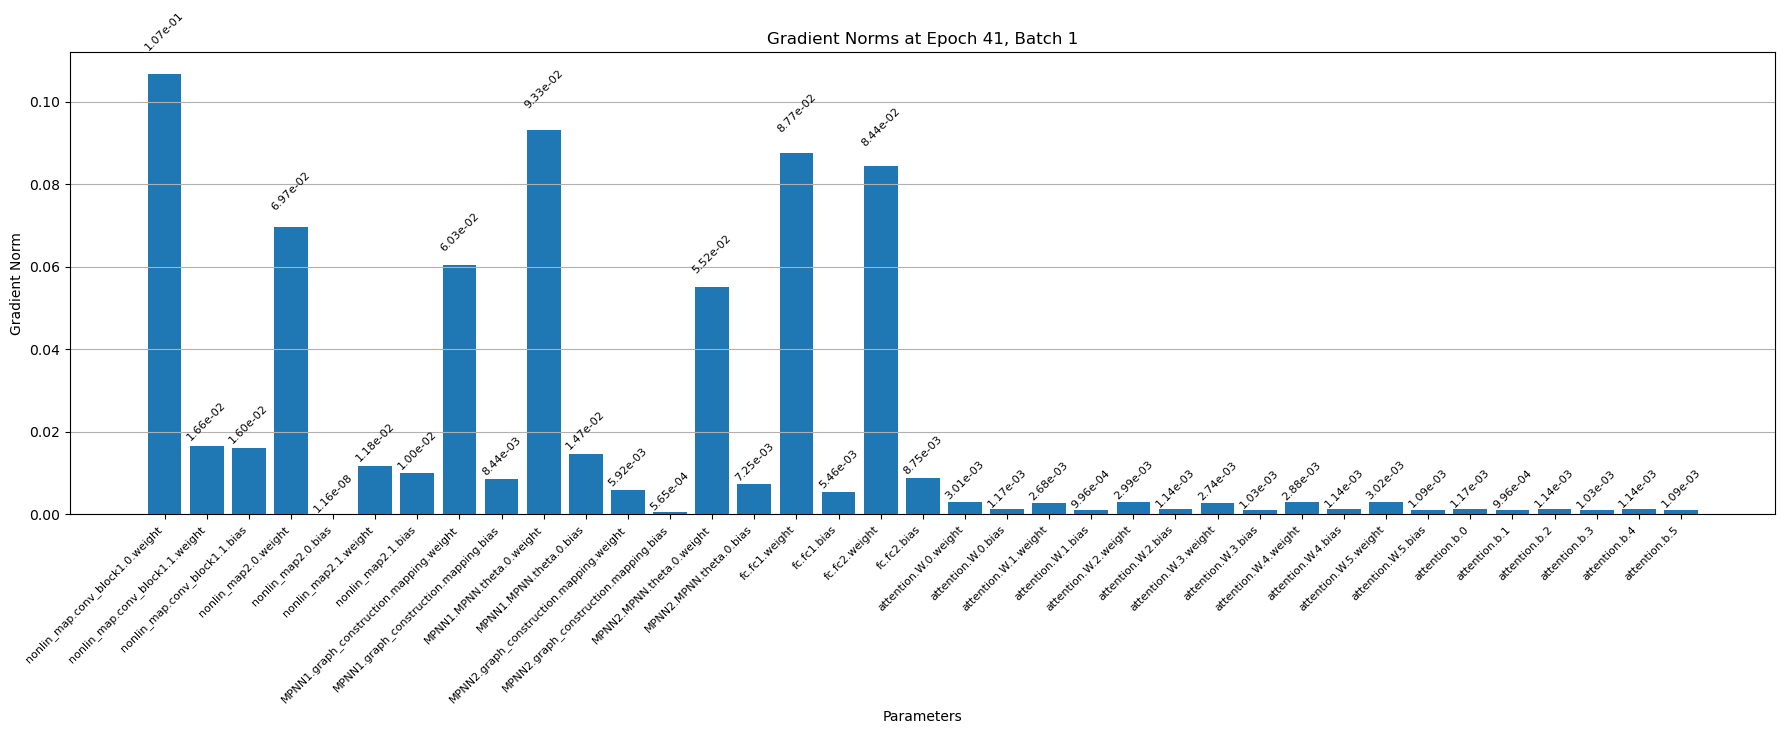 Gradient Norms at Epoch 41, Batch 1
Gradient Norm
0.10
0.08
0.06
0.04
0.02
0.00
1.07e-01
1.66e-02
1.60e-02
6.97e-02
1.16e-08
1.18e-02
1.00e-02
6.03e-02
8.44e-03
9.33e-02
1.47e-02
5.92e-03
5.65e-04
5.52e-02
7.25e-03
8.77e-02
5.46e-03
8.44e-02
8.75e-03
3.01e-03
1.17e-03
2.68e-03
9.96e-04
2.99e-03
1.14e-03
2.74e-03
1.03e-03
2.88e-03
1.14e-03
3.02e-03
1.09e-03
1.17e-03
9.96e-04
1.14e-03
1.03e-03
1.14e-03
1.09e-03
nonlin_map.conv_block1.0.weight
nonlin_map.conv_block1.1.weight
nonlin_map.conv_block1.1.bias
nonlin_map2.0.weight
nonlin_map2.0.bias
nonlin_map2.1.weight
nonlin_map2.1.bias
MPNN1.graph_construction.mapping.weight
MPNN1.graph_construction.mapping.bias
MPNN1.MPNN.theta.0.weight
MPNN1.MPNN.theta.0.bias
MPNN2.graph_construction.mapping.weight
MPNN2.graph_construction.mapping.bias
MPNN2.MPNN.theta.0.weight
MPNN2.MPNN.theta.0.bias
fc.fc1.weight
fc.fc1.bias
fc.fc2.weight
fc.fc2.bias
attention.W.0.weight
attention.W.0.bias
attention.W.1.weight
attention.W.1.bias
attention.W.2.weight
attention.W.2.bias
attention.W.3.weight
attention.W.3.bias
attention.W.4.weight
attention.W.4.bias
attention.W.5.weight
attention.W.5.bias
attention.b.0
attention.b.1
attention.b.2
attention.b.3
attention.b.4
attention.b.5
Parameters